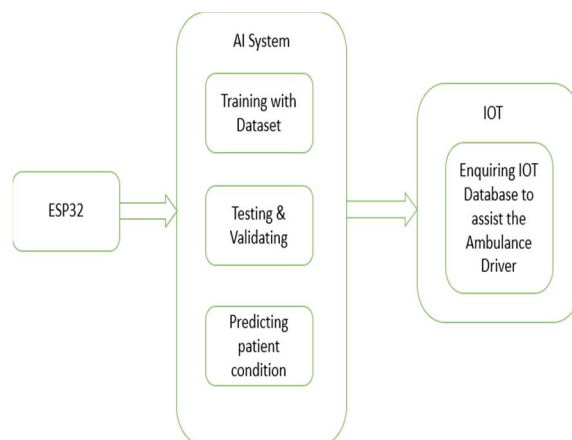 AI System
Training with
Dataset
ESP32
Testing &
Validating
Predicting
patient
condition
IOT
Enquiring IOT
Database to
assist the
Ambulance
Driver